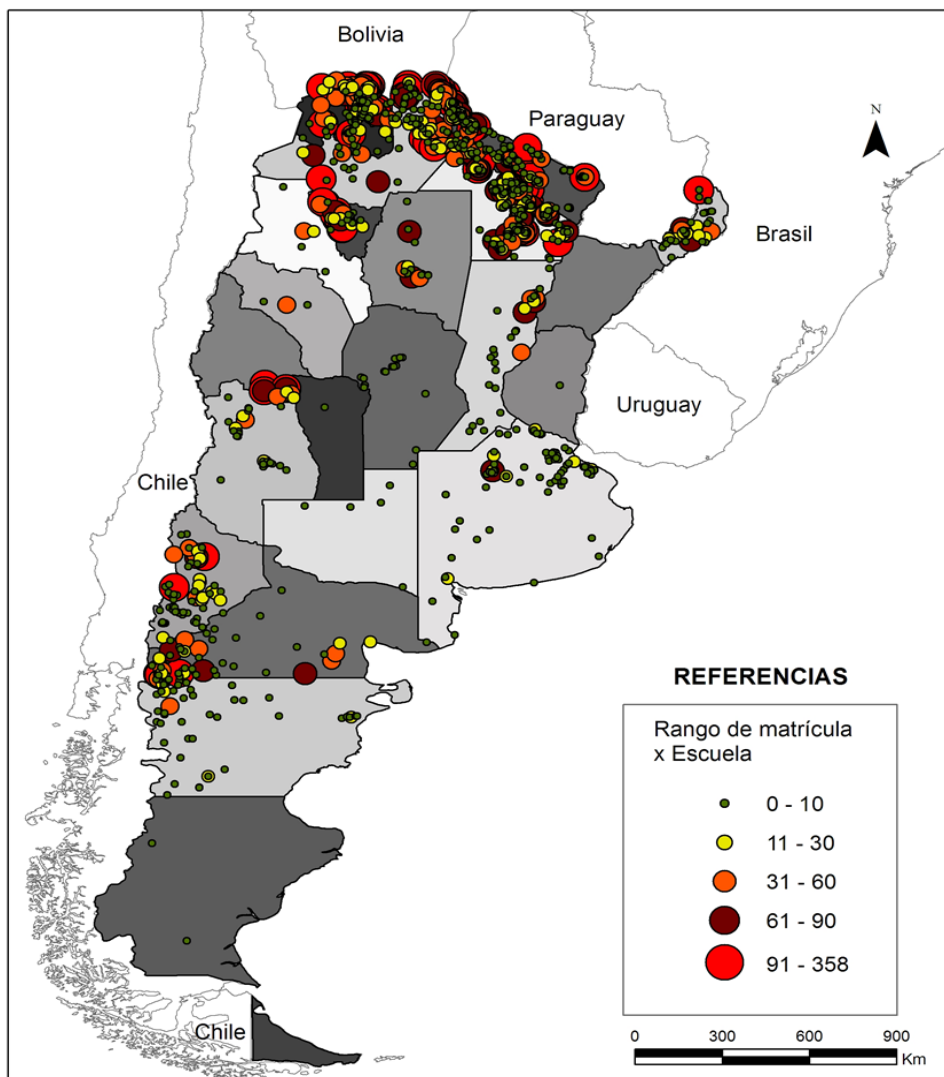 Bolivia
Paraguay
N
Brasil
Uruguay
Chile
REFERENCIAS
Rango de matrícula
x Escuela
0 - 10
11 - 30
31 - 60
61 - 90
91 - 358
Chile
0 300 600 900
Km